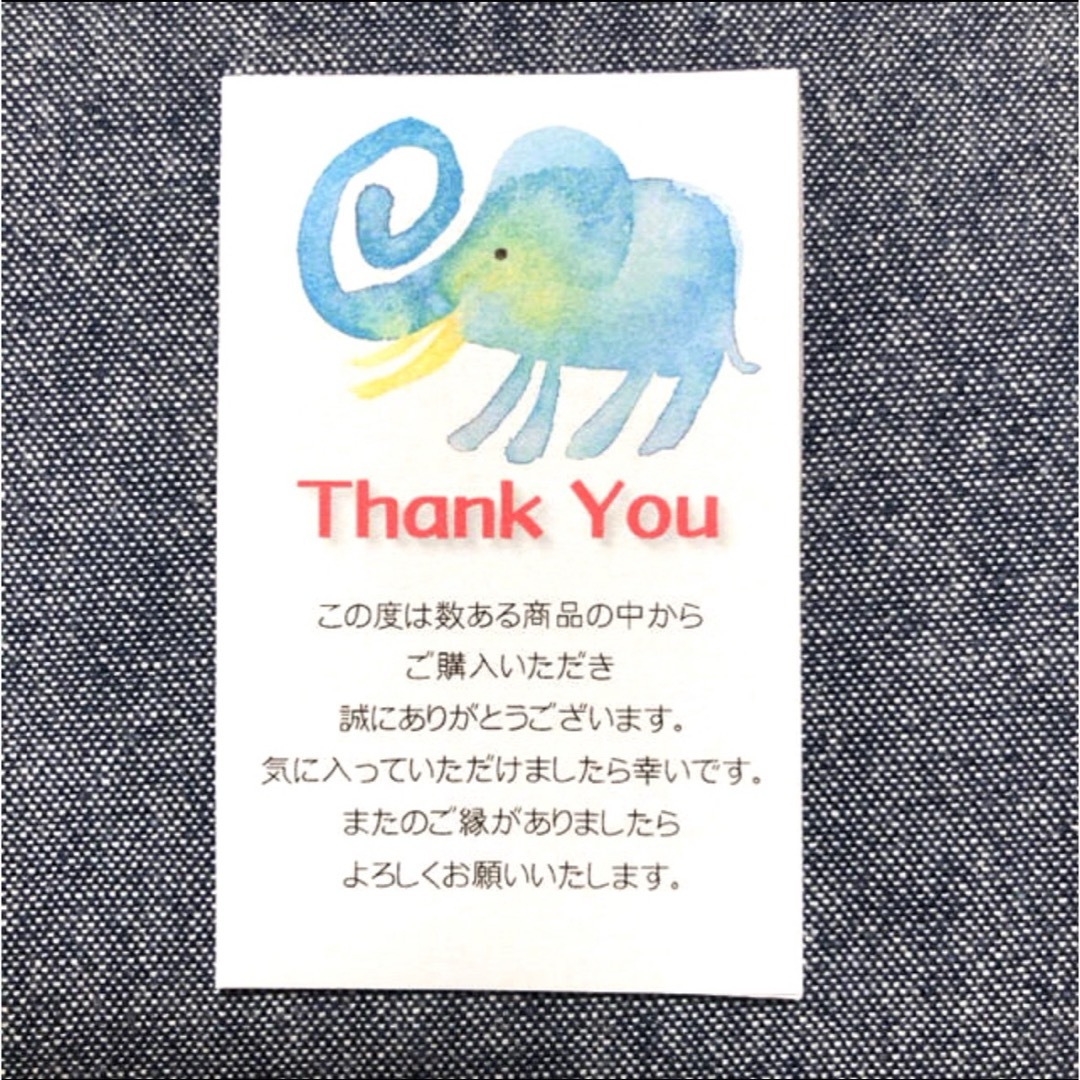 Thank You
この度は数ある商品の中から
ご購入いただき
誠にありがとうございます。
気に入っていただけましたら幸いです。
またのご縁がありましたら
よろしくお願いいたします。